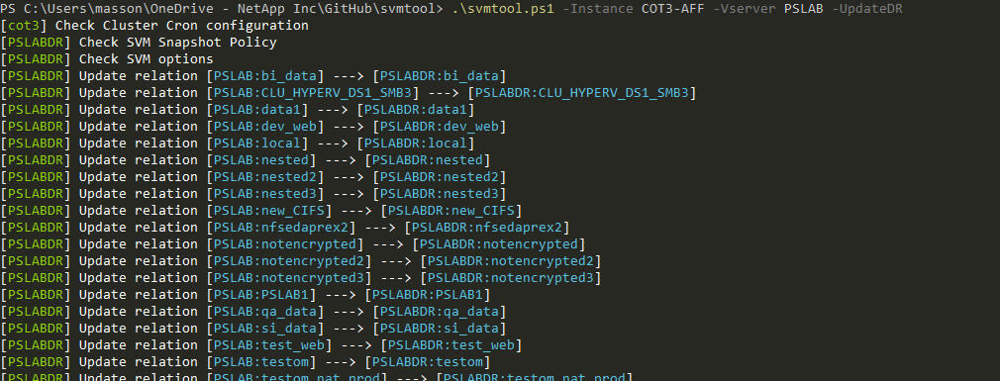 PS C:\Users\masson\OneDrive - NetApp Inc\GitHub\svmtool> .\svmtool.ps1 -Instance COT3-AFF -Vserver PSLAB -UpdateDR
[cot3] Check Cluster Cron configuration
[PSLABDR] Check SVM Snapshot Policy
[PSLABDR] Check SVM options
[PSLABDR] Update relation [PSLAB:bi_data] ---> [PSLABDR:bi_data]
[PSLABDR] Update relation [PSLAB:CLU_HYPERV_DS1_SMB3] ---> [PSLABDR:CLU_HYPERV_DS1_SMB3]
[PSLABDR] Update relation [PSLAB:data1] ---> [PSLABDR:data1]
[PSLABDR] Update relation [PSLAB:dev_web] ---> [PSLABDR:dev_web]
[PSLABDR] Update relation [PSLAB:local] ---> [PSLABDR:local]
[PSLABDR] Update relation [PSLAB:nested] ---> [PSLABDR:nested]
[PSLABDR] Update relation [PSLAB:nested2] ---> [PSLABDR:nested2]
[PSLABDR] Update relation [PSLAB:nested3] ---> [PSLABDR:nested3]
[PSLABDR] Update relation [PSLAB:new_CIFS] ---> [PSLABDR:new_CIFS]
[PSLABDR] Update relation [PSLAB:nfsedaprex2] ---> [PSLABDR:nfsedaprex2]
[PSLABDR] Update relation [PSLAB:notencrypted] ---> [PSLABDR:notencrypted]
[PSLABDR] Update relation [PSLAB:notencrypted2] ---> [PSLABDR:notencrypted2]
[PSLABDR] Update relation [PSLAB:notencrypted3] ---> [PSLABDR:notencrypted3]
[PSLABDR] Update relation [PSLAB:PSLAB1] ---> [PSLABDR:PSLAB1]
[PSLABDR] Update relation [PSLAB:qa_data] ---> [PSLABDR:qa_data]
[PSLABDR] Update relation [PSLAB:si_data] ---> [PSLABDR:si_data]
[PSLABDR] Update relation [PSLAB:test_web] ---> [PSLABDR:test_web]
[PSLABDR] Update relation [PSLAB:testom] ---> [PSLABDR:testom]
[PSLABDR] Update relation [PSLAB:testom_nat_prod] ---> [PSLABDR:testom_nat_prod]